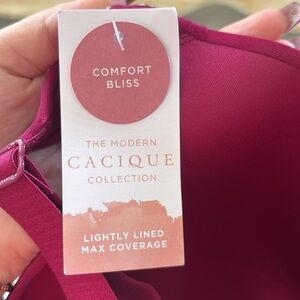 COMFORT
BLISS
THE MODERN
CACIQUE
COLLECTION
LIGHTLY LINED
MAX COVERAGE